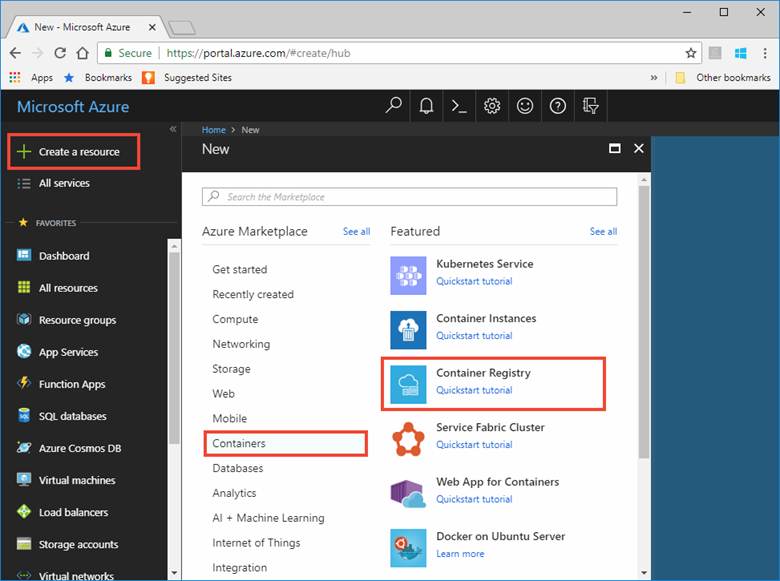 New - Microsoft Azure
Secure
https://portal.azure.com/#create/hub
Apps
Bookmarks
Suggested Sites
»
Other bookmarks
Microsoft Azure
Create a resource
All services
FAVORITES
Dashboard
All resources
Resource groups
App Services
Function Apps
SQL databases
Azure Cosmos DB
Virtual machines
Load balancers
Storage accounts
Virtual networks
Home > New
New
Search the Marketplace
Azure Marketplace
See all
Get started
Recently created
Compute
Networking
Storage
Web
Mobile
Containers
Databases
Analytics
AI + Machine Learning
Internet of Things
Integration
Featured
See all
Kubernetes Service
Quickstart tutorial
Container Instances
Quickstart tutorial
Container Registry
Quickstart tutorial
Service Fabric Cluster
Quickstart tutorial
Web App for Containers
Quickstart tutorial
Docker on Ubuntu Server
Learn more